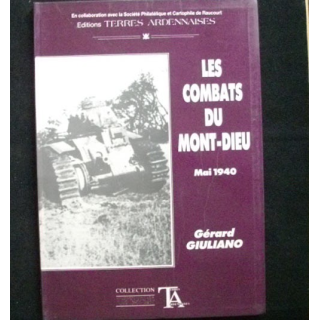 En collaboration avec la Société Philatélique et Cartophile de Raucourt
Editions TERRES ARDENNAISES
LES
COMBATS
DU
MONT-DIEU
Mai 1940
Gérard
GIULIANO
COLLECTION
TA